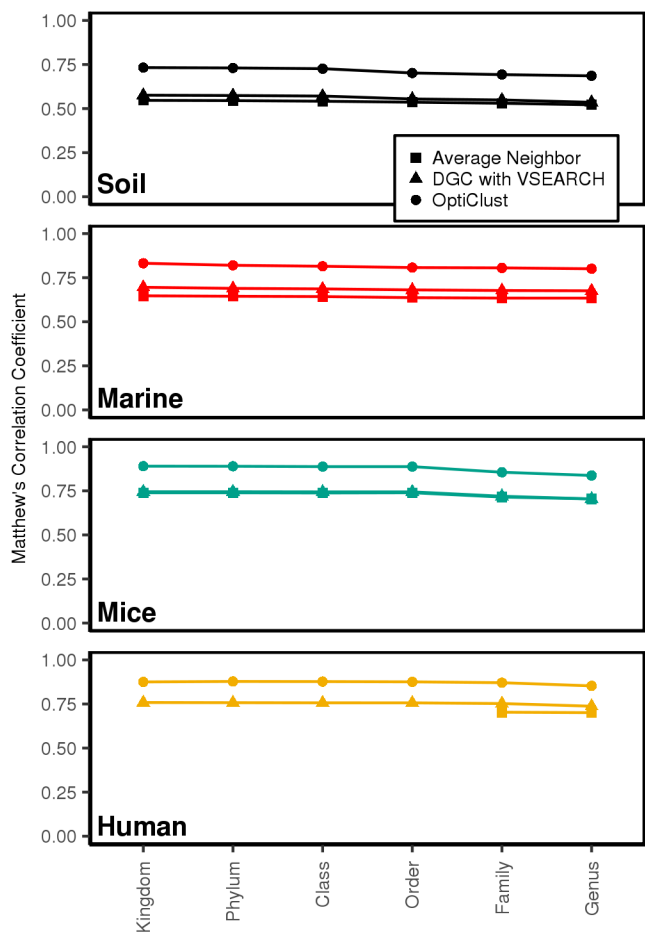 Matthew's Correlation Coefficient
1.00
0.75
0.50
0.25
0.00
Soil
Average Neighbor
DGC with VSEARCH
OptiClust
1.00
0.75
0.50
0.25
0.00
Marine
1.00
0.75
0.50
0.25
0.00
Mice
1.00
0.75
0.50
0.25
0.00
Human
Kingdom
Phylum
Class
Order
Family
Genus